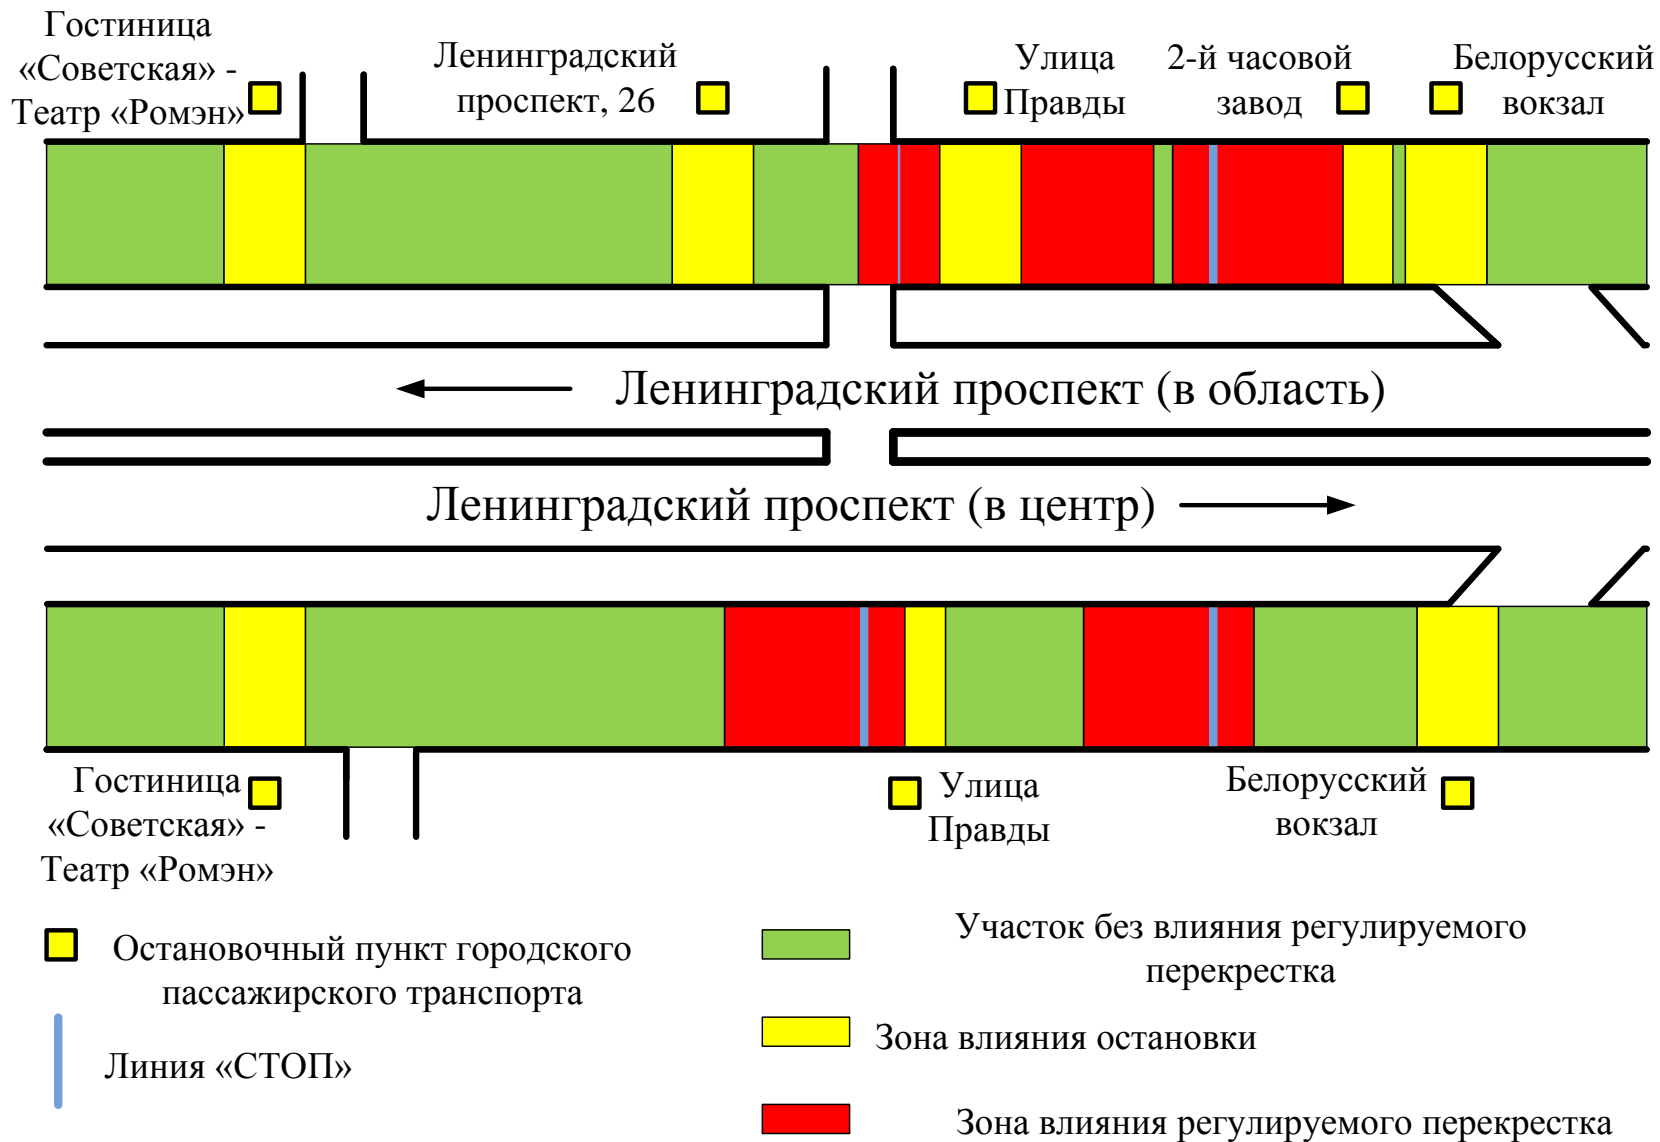 Гостиница
«Советская» -
Театр «Ромэн»
Ленинградский
проспект, 26
Улица
Правды
2-й часовой
завод
Белорусский
вокзал
Ленинградский проспект (в область)
Ленинградский проспект (в центр)
Гостиница
«Советская» -
Театр «Ромэн»
Улица
Правды
Белорусский
вокзал
Остановочный пункт городского
пассажирского транспорта
Линия «СТОП»
Участок без влияния регулируемого
перекрестка
Зона влияния остановки
Зона влияния регулируемого перекрестка